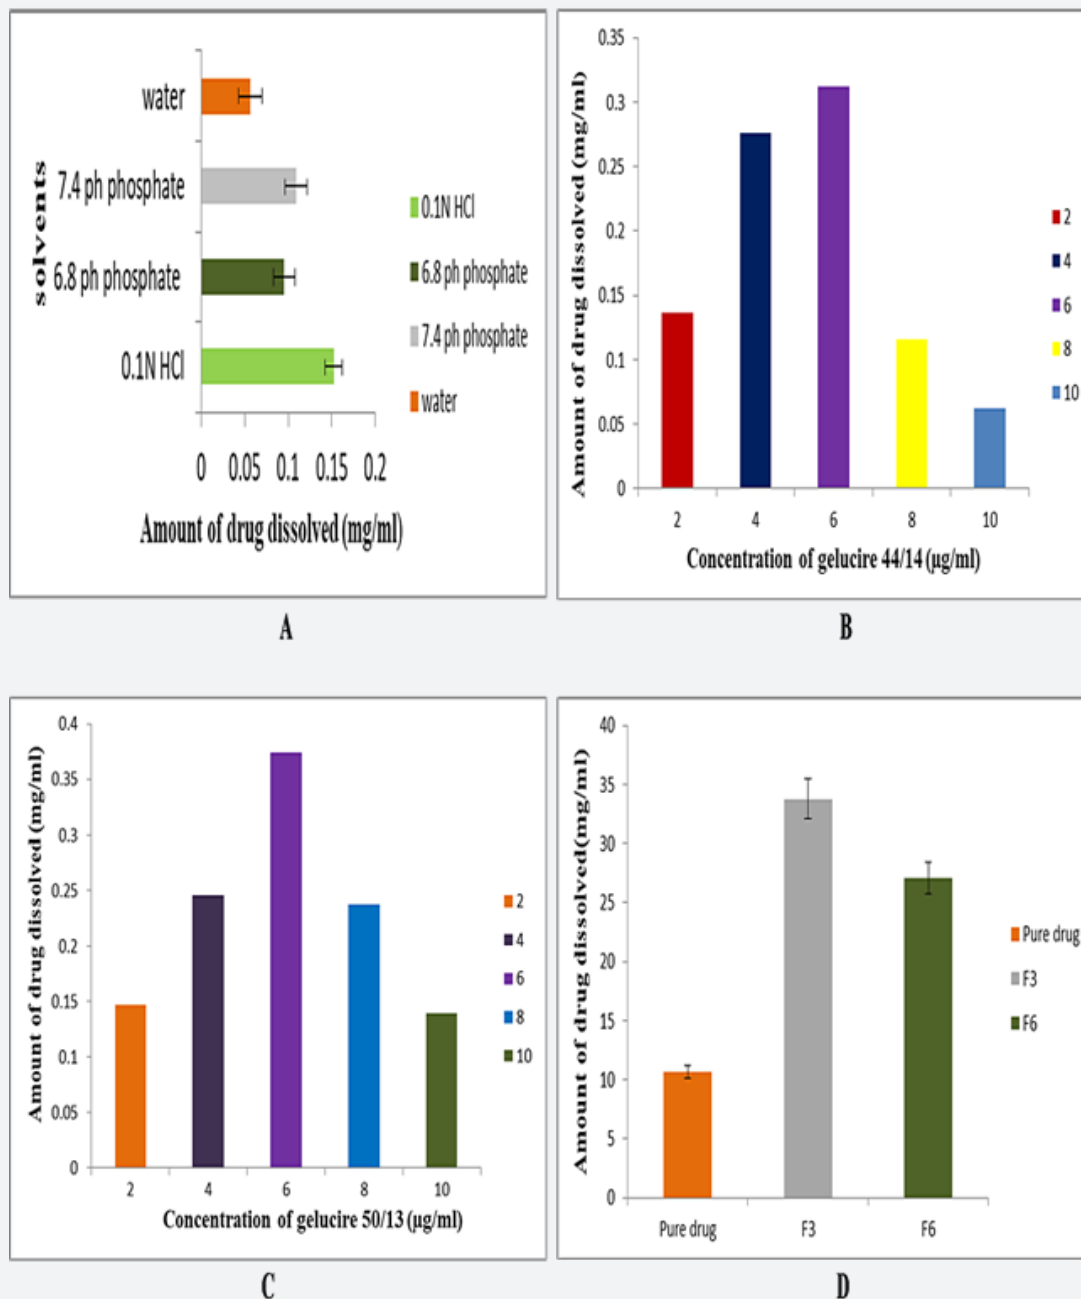 solvents
water
7.4 ph phosphate
6.8 ph phosphate
0.1N HCl
0 0.05 0.1 0.15 0.2
Amount of drug dissolved (mg/ml)
0.1N HCl
6.8 ph phosphate
7.4 ph phosphate
water
A
Amount of drug dissolved (mg/ml)
0.35
0.3
0.25
0.2
0.15
0.1
0.05
0
2 4 6 8 10
Concentration of gelucire 44/14 (µg/ml)
2
4
6
8
10
B
Amount of drug dissolved (mg/ml)
0.4
0.35
0.3
0.25
0.2
0.15
0.1
0.05
0
2 4 6 8 10
Concentration of gelucire 50/13 (µg/ml)
2
4
6
8
10
C
Amount of drug dissolved(mg/ml)
40
35
30
25
20
15
10
5
0
Pure drug F3 F6
Pure drug
F3
F6
D